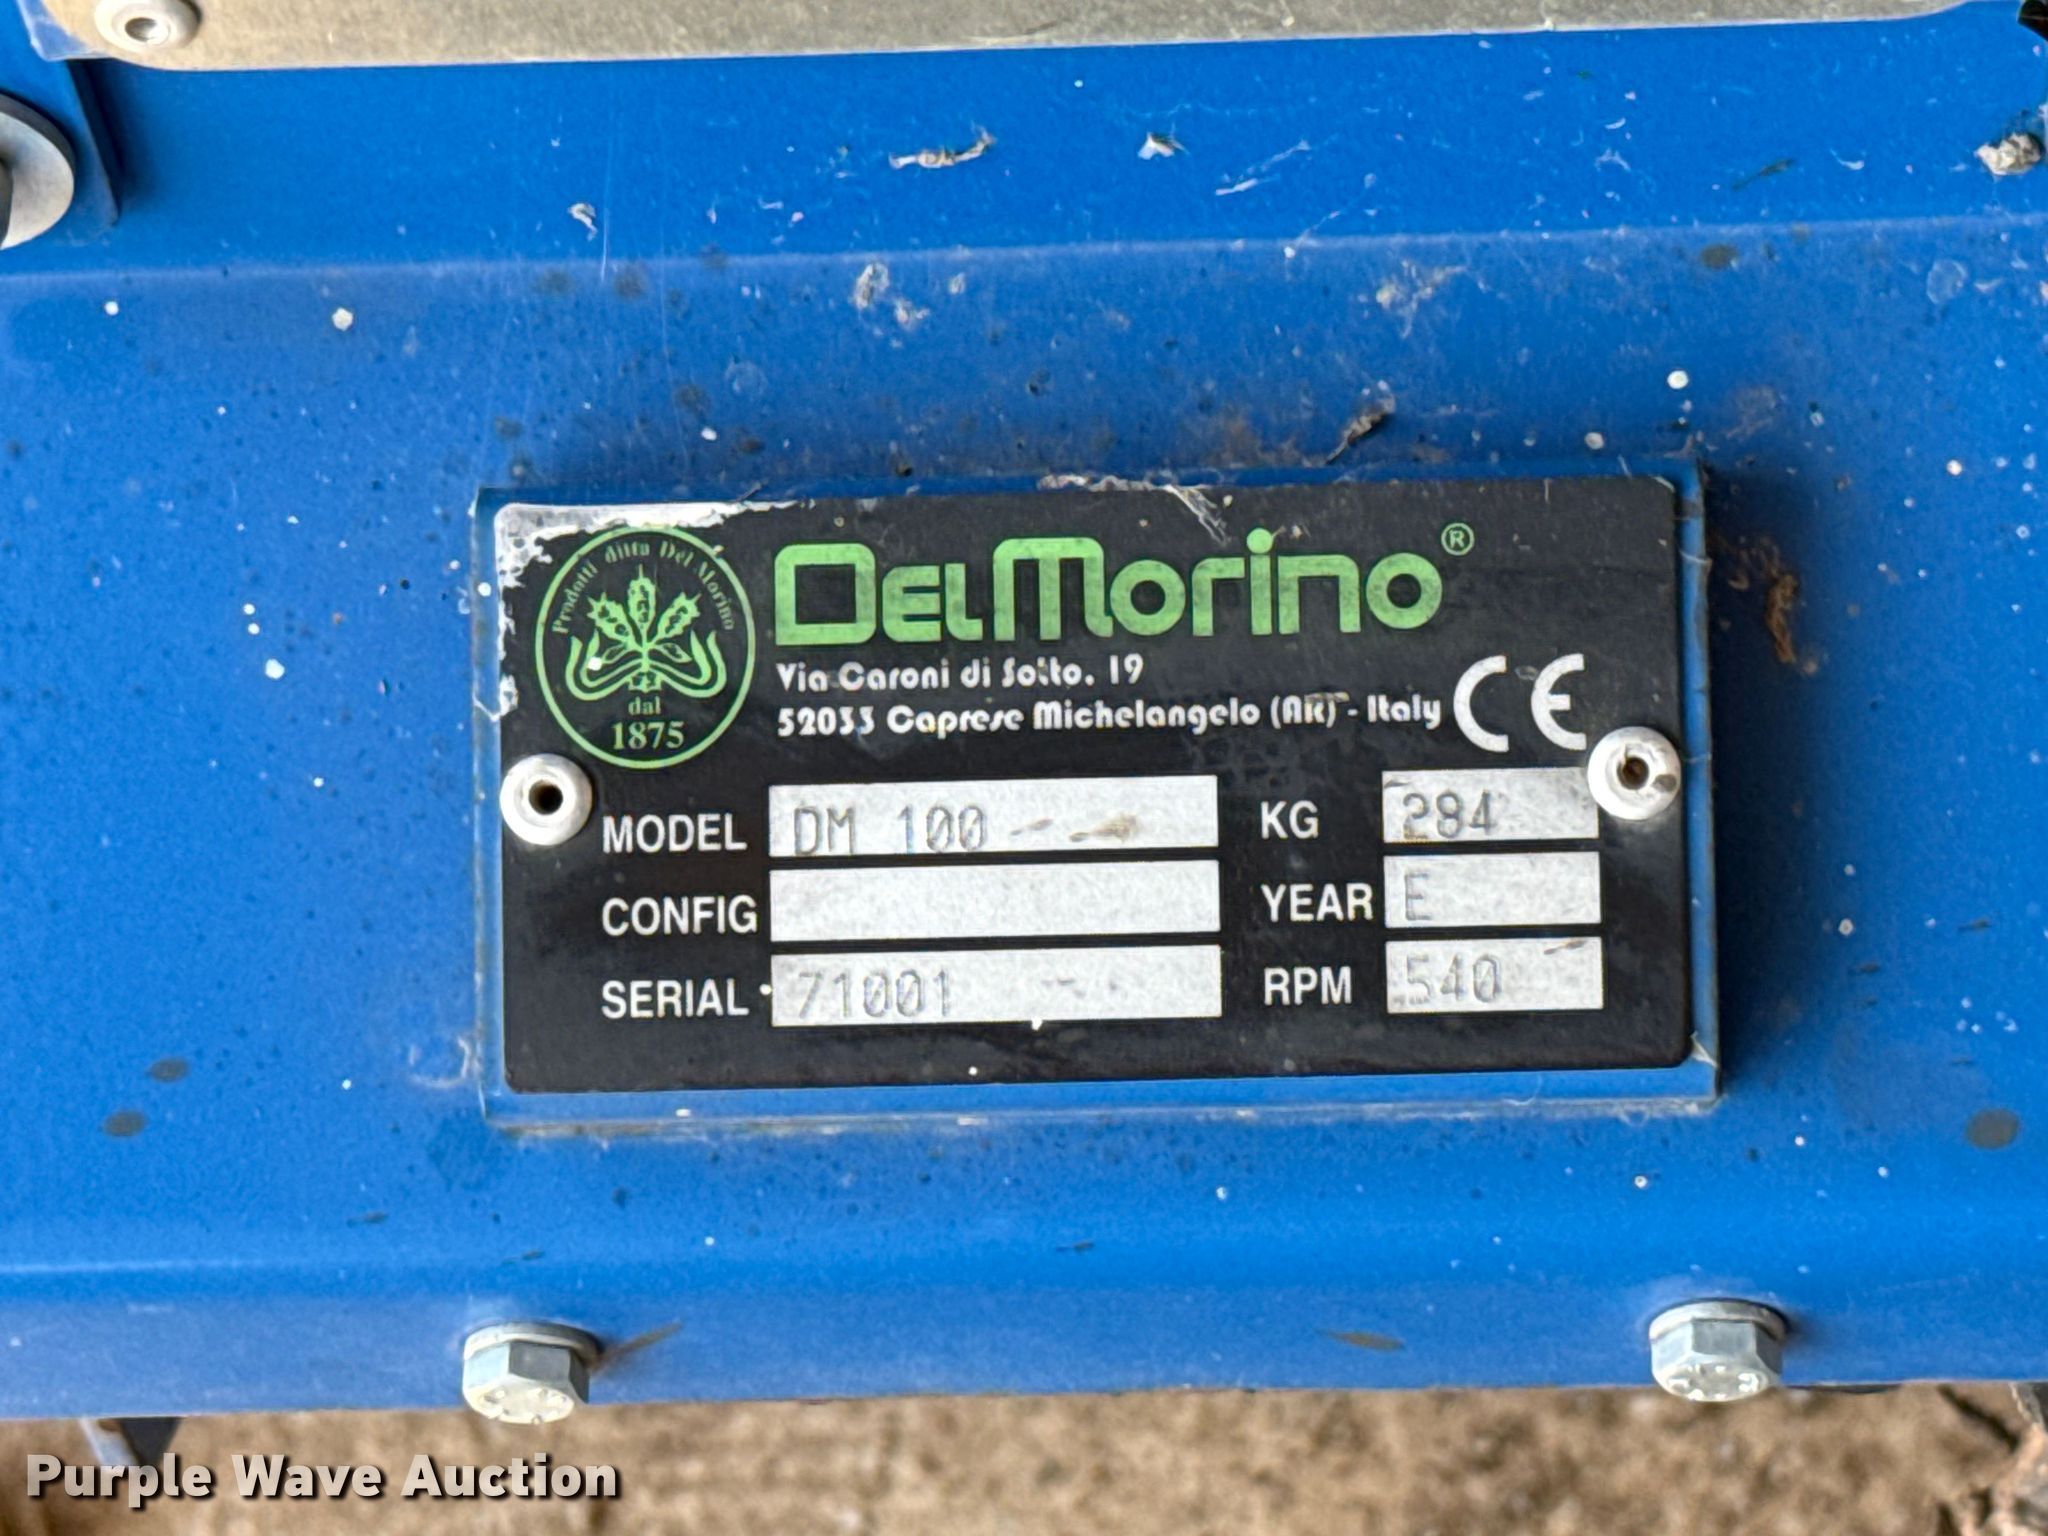 Prodotti ditta Del Morino
dal
1875
DELMORINO®
Via Caroni di Sotto. 19
52033 Caprese Michelangelo (AR) - Italy
CE
MODEL DM 100
KG 284
CONFIG
YEAR E
SERIAL 71001
RPM 540
Purple Wave Auction